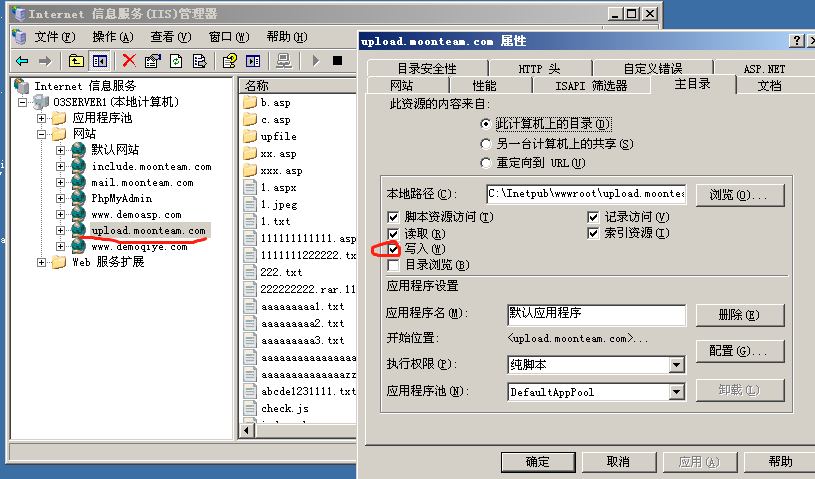 Internet 信息服务(IIS)管理器
文件(F) 操作(A) 查看(V) 窗口(W) 帮助(H)
Internet 信息服务
O3SERVER1(本地计算机)
应用程序池
网站
默认网站
include.moonteam.com
mail.moonteam.com
PhpMyAdmin
www.demoasp.com
upload.moonteam.com
www.demoqiye.com
Web 服务扩展
名称
b.asp
c.asp
upfile
xx.asp
xxx.asp
1.aspx
1.jpeg
1.txt
111111111111.asp
1111111222222.tx
222.txt
222222222.rar.11
aaaaaaaaa1.txt
aaaaaaaaa2.txt
aaaaaaaaa3.txt
abcde1231111.txt
check.js
upload.moonteam.com 属性
目录安全性 HTTP 头 自定义错误 ASP.NET
网站 性能 ISAPI 筛选器 主目录 文档
此资源的内容来自:
此计算机上的目录(D)
另一台计算机上的共享(S)
重定向到 URL(U)
本地路径(C): C:\Inetpub\wwwroot\upload.moonte 浏览(O)...
脚本资源访问(T) 记录访问(V)
读取(R) 索引资源(I)
写入(W)
目录浏览(B)
应用程序设置
应用程序名(M): 默认应用程序 删除(E)
开始位置: <upload.moonteam.com>...
配置(G)...
执行权限(P): 纯脚本
应用程序池(N): DefaultAppPool 卸载(L)
确定 取消 应用(A) 帮助